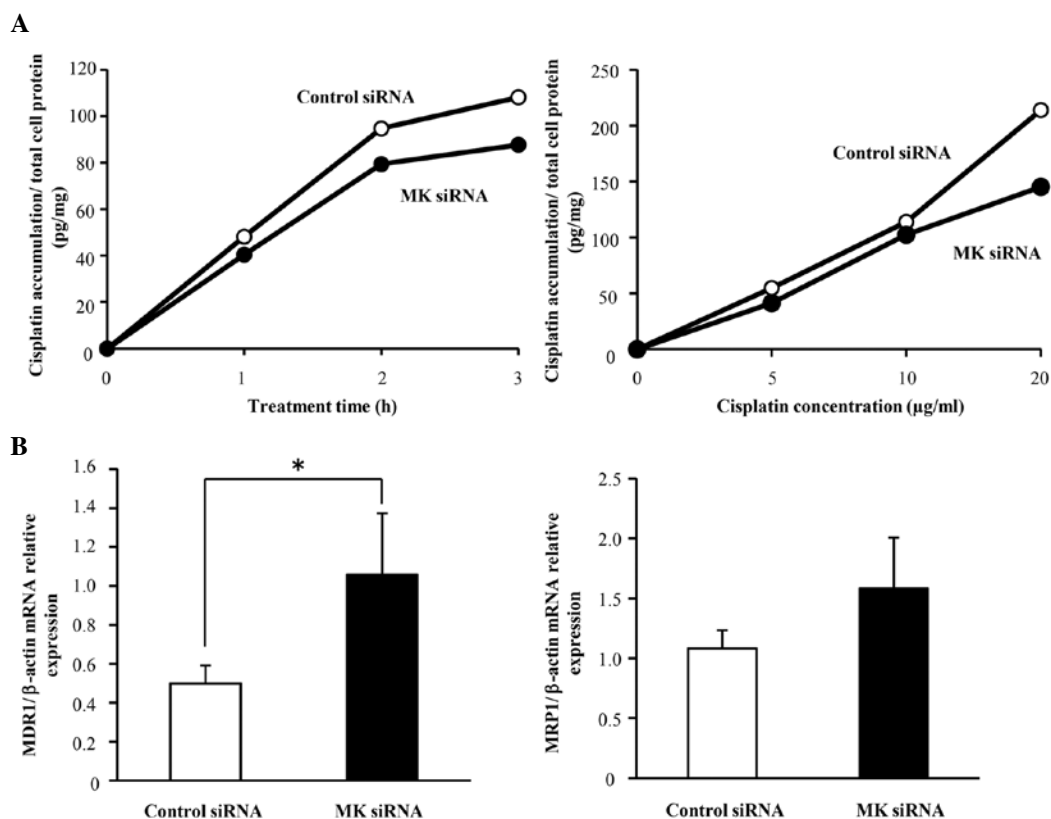 A
Cisplatin accumulation/ total cell protein
(pg/mg)
120
100
80
60
40
20
0
0
1
2
3
Control siRNA
MK siRNA
Treatment time (h)
Cisplatin accumulation/ total cell protein
(pg/mg)
250
200
150
100
50
0
0
5
10
20
Control siRNA
MK siRNA
Cisplatin concentration (μg/ml)
B
MDR1/ β-actin mRNA relative
expression
1.6
1.4
1.2
1.0
0.8
0.6
0.4
0.2
0
*
Control siRNA
MK siRNA
MRP1/ β-actin mRNA relative
expression
2.5
2.0
1.5
1.0
0.5
0
Control siRNA
MK siRNA